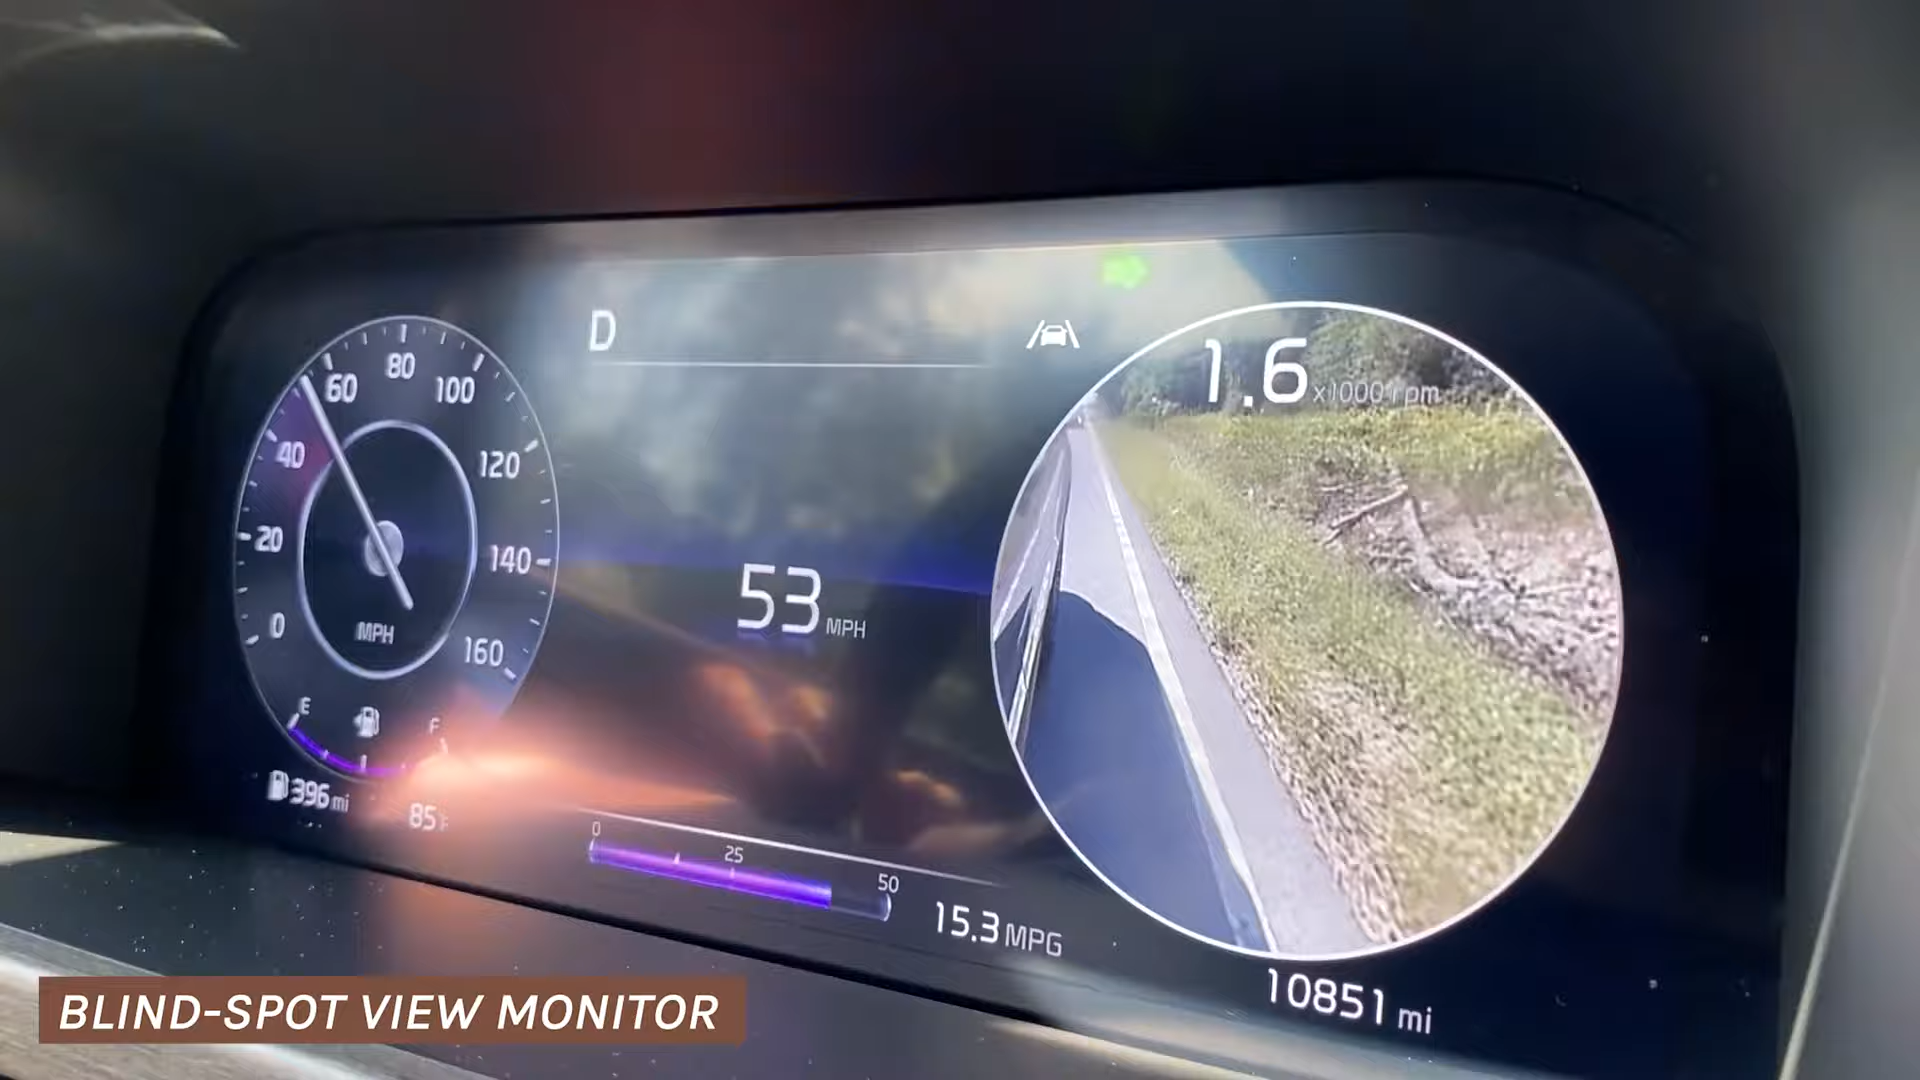 D
1.6 x1000 rpm
80
60
100
40
120
20
140
0
160
MPH
53 MPH
E
F
396 mi
85°F
0
25
50
15.3 MPG
10851 mi
BLIND-SPOT VIEW MONITOR